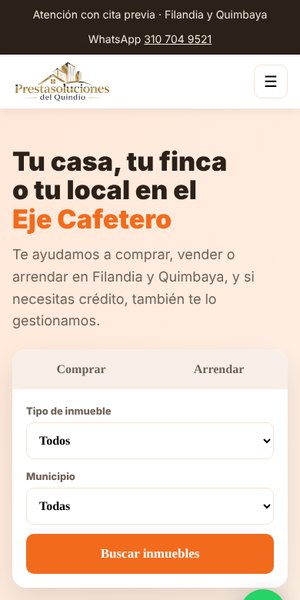 Atención con cita previa · Filandia y Quimbaya
WhatsApp 310 704 9521
Prestasoluciones
del Quindío
☰
Tu casa, tu finca
o tu local en el
Eje Cafetero
Te ayudamos a comprar, vender o
arrendar en Filandia y Quimbaya, y si
necesitas crédito, también te lo
gestionamos.
Comprar Arrendar
Tipo de inmueble
Todos
Municipio
Todas
Buscar inmuebles